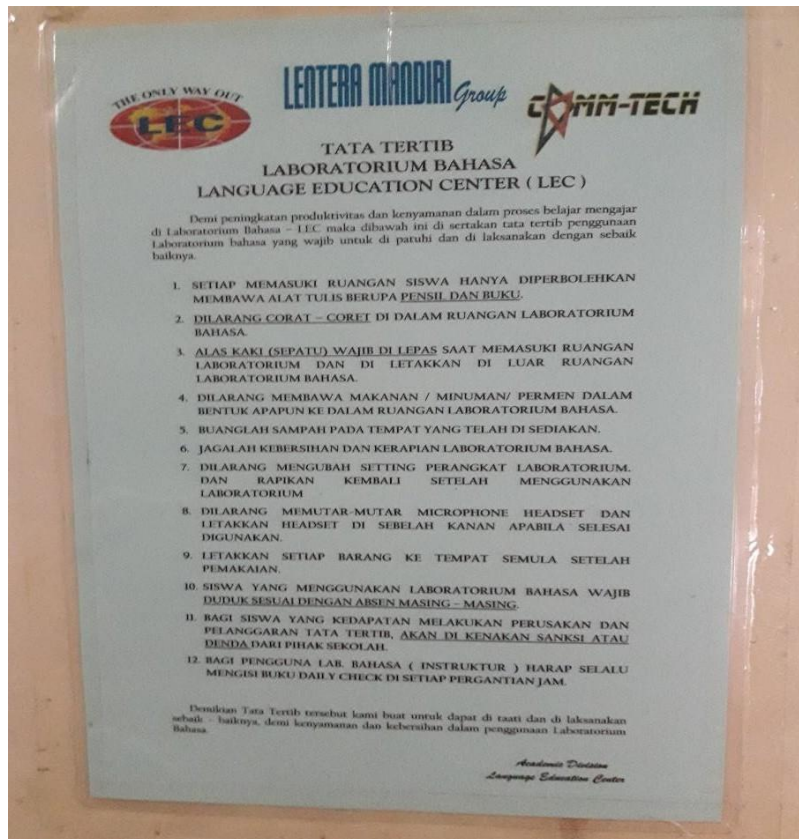 THE ONLY WAY OUT
LEC
LENTERA MANDIRI Group
COMM-TECH
TATA TERTIB
LABORATORIUM BAHASA
LANGUAGE EDUCATION CENTER ( LEC )
Demi peningkatan produktivitas dan kenyamanan dalam proses belajar mengajar
di Laboratorium Bahasa – LEC maka dibawah ini di sertakan tata tertib penggunaan
Laboratorium bahasa yang wajib untuk di patuhi dan di laksanakan dengan sebaik
baiknya.
1. SETIAP MEMASUKI RUANGAN SISWA HANYA DIPERBOLEHKAN
MEMBAWA ALAT TULIS BERUPA PENSIL DAN BUKU.
2. DILARANG CORAT – CORET DI DALAM RUANGAN LABORATORIUM
BAHASA.
3. ALAS KAKI (SEPATU) WAJIB DI LEPAS SAAT MEMASUKI RUANGAN
LABORATORIUM DAN DI LETAKKAN DI LUAR RUANGAN
LABORATORIUM BAHASA.
4. DILARANG MEMBAWA MAKANAN / MINUMAN/ PERMEN DALAM
BENTUK APAPUN KE DALAM RUANGAN LABORATORIUM BAHASA.
5. BUANGLAH SAMPAH PADA TEMPAT YANG TELAH DI SEDIAKAN.
6. JAGALAH KEBERSIHAN DAN KERAPIAN LABORATORIUM BAHASA.
7. DILARANG MENGUBAH SETTING PERANGKAT LABORATORIUM.
DAN RAPIKAN KEMBALI SETELAH MENGGUNAKAN
LABORATORIUM
8. DILARANG MEMUTAR-MUTAR MICROPHONE HEADSET DAN
LETAKKAN HEADSET DI SEBELAH KANAN APABILA SELESAI
DIGUNAKAN.
9. LETAKKAN SETIAP BARANG KE TEMPAT SEMULA SETELAH
PEMAKAIAN.
10. SISWA YANG MENGGUNAKAN LABORATORIUM BAHASA WAJIB
DUDUK SESUAI DENGAN ABSEN MASING – MASING.
11. BAGI SISWA YANG KEDAPATAN MELAKUKAN PERUSAKAN DAN
PELANGGARAN TATA TERTIB, AKAN DI KENAKAN SANKSI ATAU
DENDA DARI PIHAK SEKOLAH.
12. BAGI PENGGUNA LAB. BAHASA ( INSTRUKTUR ) HARAP SELALU
MENGISI BUKU DAILY CHECK DI SETIAP PERGANTIAN JAM.
Demikian Tata Tertib tersebut kami buat untuk dapat di taati dan di laksanakan
sebaik - baiknya, demi kenyamanan dan kebersihan dalam penggunaan Laboratorium
Bahasa
Academic Division
Language Education Center